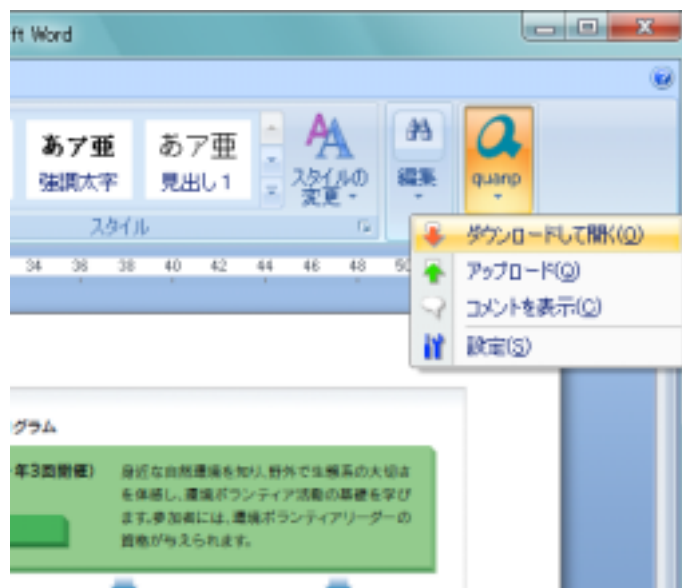 ft Word
あア亜
強調太字
あア亜
見出し 1
スタイルの
変更
編集
quanp
スタイル
ダウンロードして開く(O)
アップロード(Q)
コメントを表示(C)
設定(S)
34 36 38 40 42 44 46 48
グラム
年3回開催)
身近な自然環境を知り、野外で生態系の大切さ
を体感し、環境ボランティア活動の基礎を学び
ます。参加者には、環境ボランティアリーダーの
資格が与えられます。